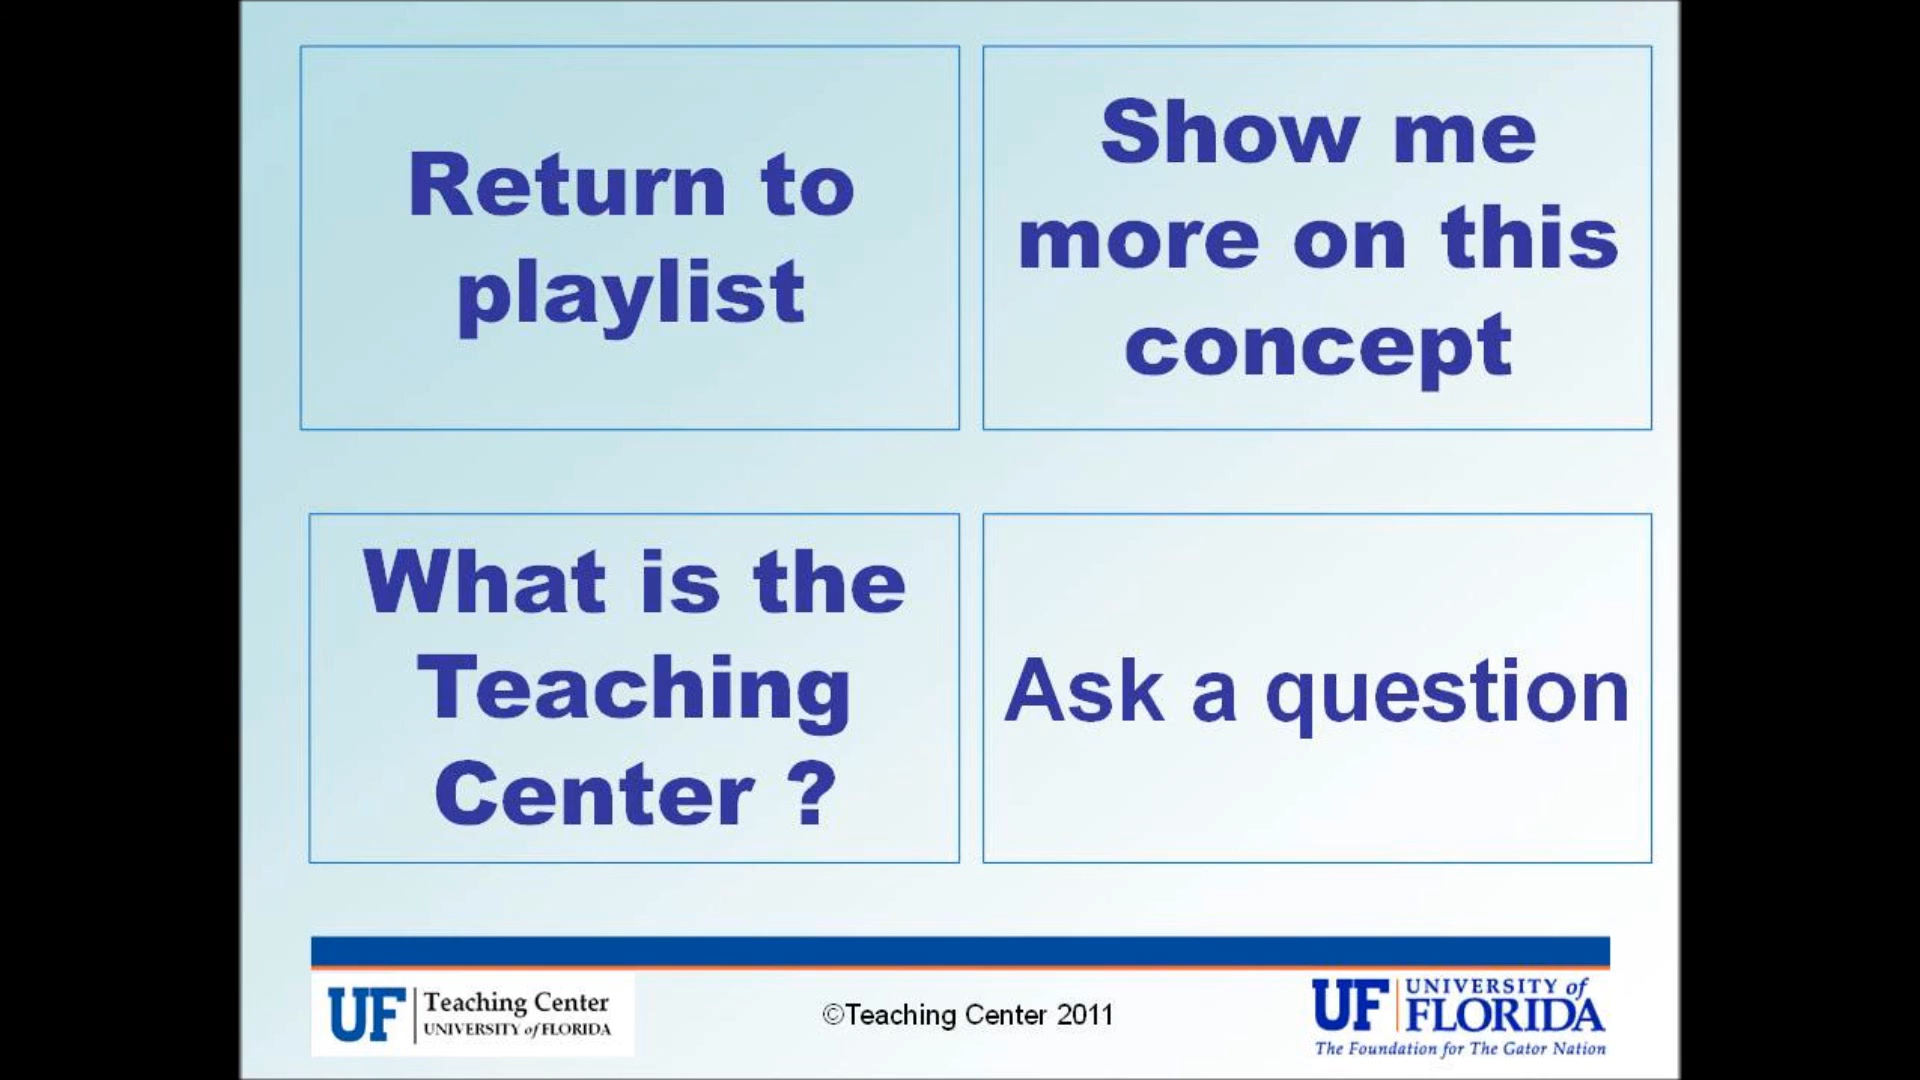 Return to
playlist
Show me
more on this
concept
What is the
Teaching
Center ?
Ask a question
UF Teaching Center
UNIVERSITY of FLORIDA
©Teaching Center 2011
UF UNIVERSITY of
FLORIDA
The Foundation for The Gator Nation